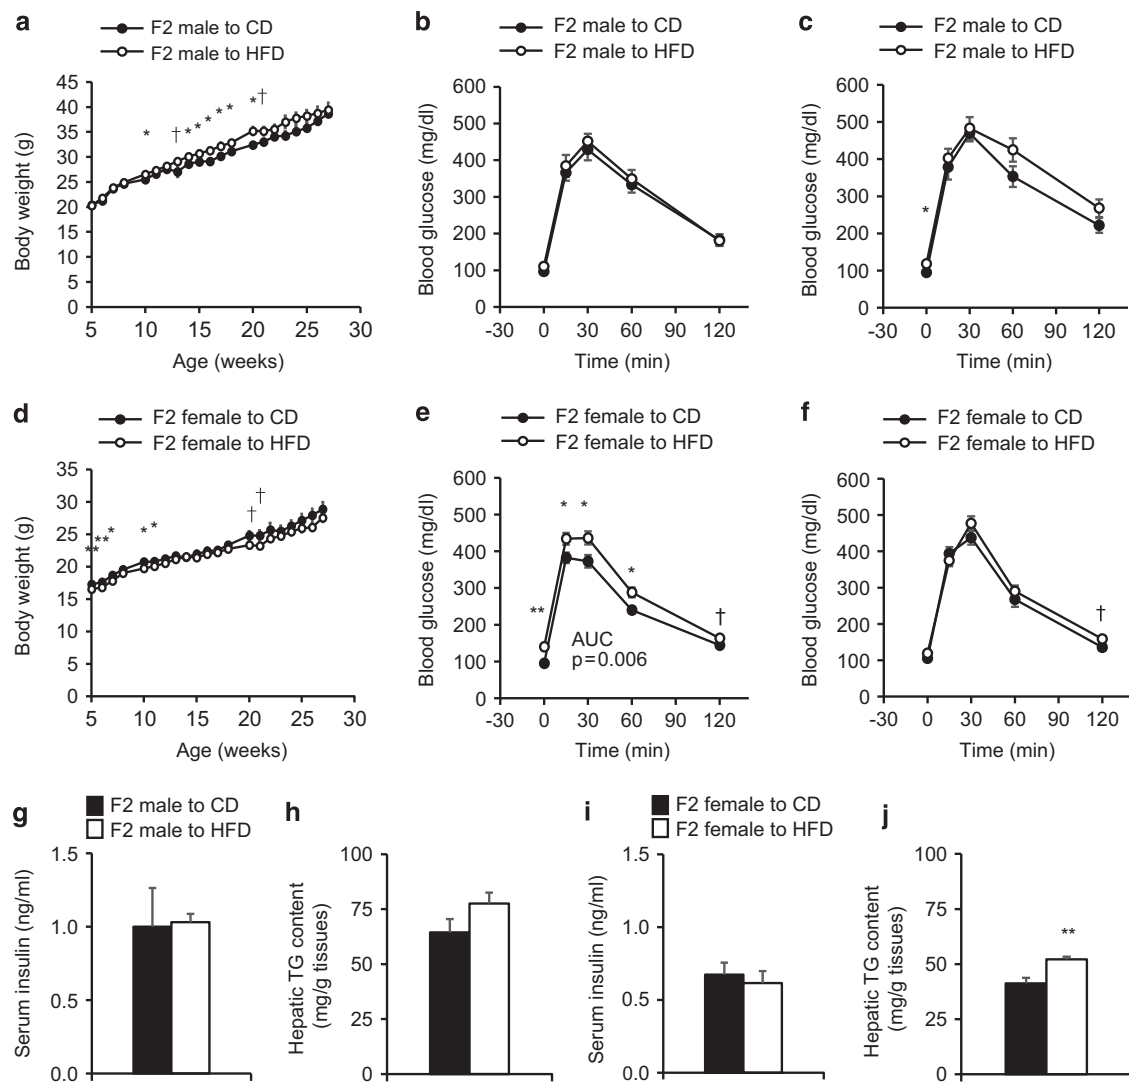 a
F2 male to CD
F2 male to HFD
45
40
35
30
25
20
15
10
5
0
Body weight (g)
* † * * * * * * †
5 10 15 20 25 30
Age (weeks)
b
F2 male to CD
F2 male to HFD
600
500
400
300
200
100
0
Blood glucose (mg/dl)
-30 0 30 60 120
Time (min)
c
F2 male to CD
F2 male to HFD
600
500
400
300
200
100
0
Blood glucose (mg/dl)
*
-30 0 30 60 120
Time (min)
d
F2 female to CD
F2 female to HFD
35
30
25
20
15
10
5
0
Body weight (g)
** ** * * * † †
5 10 15 20 25 30
Age (weeks)
e
F2 female to CD
F2 female to HFD
600
500
400
300
200
100
0
Blood glucose (mg/dl)
** * * * †
AUC
p=0.006
-30 0 30 60 120
Time (min)
f
F2 female to CD
F2 female to HFD
600
500
400
300
200
100
0
Blood glucose (mg/dl)
†
-30 0 30 60 120
Time (min)
g
F2 male to CD
F2 male to HFD
1.5
1.0
0.5
0.0
Serum insulin (ng/ml)
h
100
75
50
25
0
Hepatic TG content
(mg/g tissues)
i
F2 female to CD
F2 female to HFD
1.5
1.0
0.5
0.0
Serum insulin (ng/ml)
j
100
75
50
25
0
Hepatic TG content
(mg/g tissues)
**